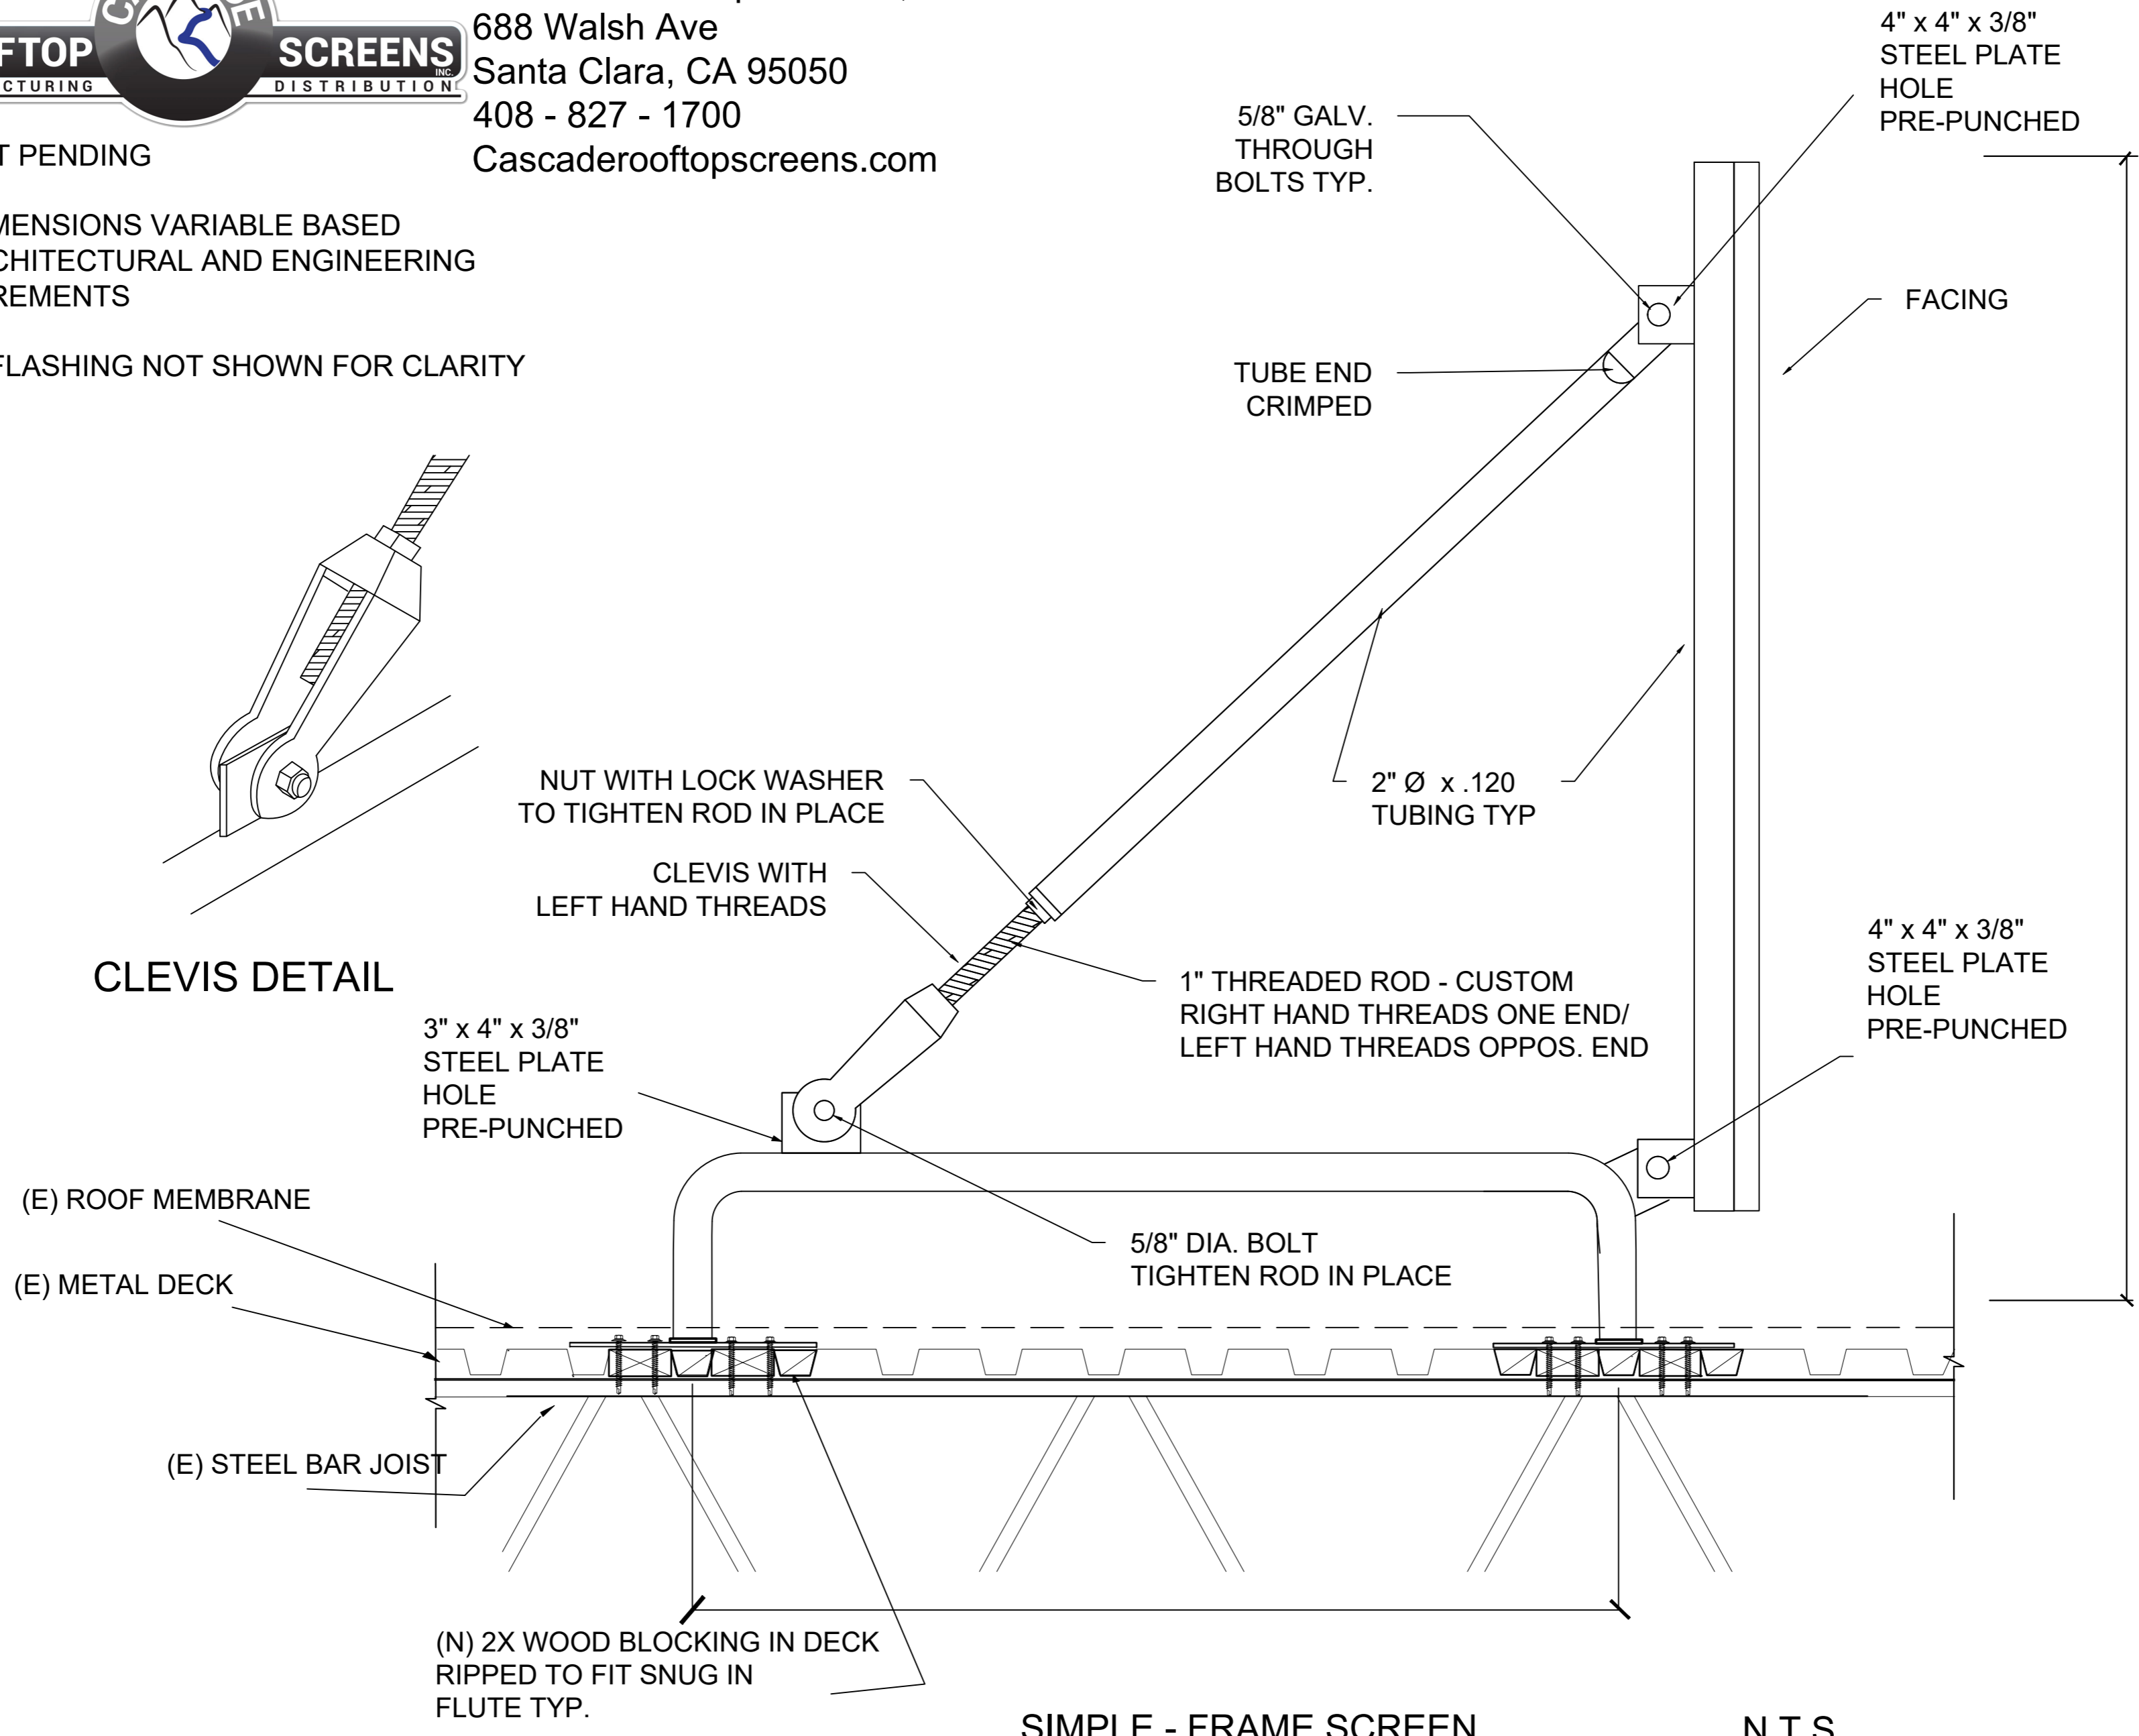 SCREENS
INC.
DISTRIBUTION
688 Walsh Ave
Santa Clara, CA 95050
408 - 827 - 1700
Cascaderooftopscreens.com
PENDING
VARIABLE BASED
AND ENGINEERING
FLASHING NOT SHOWN FOR CLARITY
4" x 4" x 3/8"
STEEL PLATE
HOLE
PRE-PUNCHED
5/8" GALV.
THROUGH
BOLTS TYP.
FACING
TUBE END
CRIMPED
2" Ø x .120
TUBING TYP
NUT WITH LOCK WASHER
TO TIGHTEN ROD IN PLACE
CLEVIS WITH
LEFT HAND THREADS
CLEVIS DETAIL
1" THREADED ROD - CUSTOM
RIGHT HAND THREADS ONE END/
LEFT HAND THREADS OPPOS. END
4" x 4" x 3/8"
STEEL PLATE
HOLE
PRE-PUNCHED
3" x 4" x 3/8"
STEEL PLATE
HOLE
PRE-PUNCHED
(E) ROOF MEMBRANE
(E) METAL DECK
5/8" DIA. BOLT
TIGHTEN ROD IN PLACE
(E) STEEL BAR JOIST
(N) 2X WOOD BLOCKING IN DECK
RIPPED TO FIT SNUG IN
FLUTE TYP.
SIMPLE - FRAME SCREEN
N.T.S.